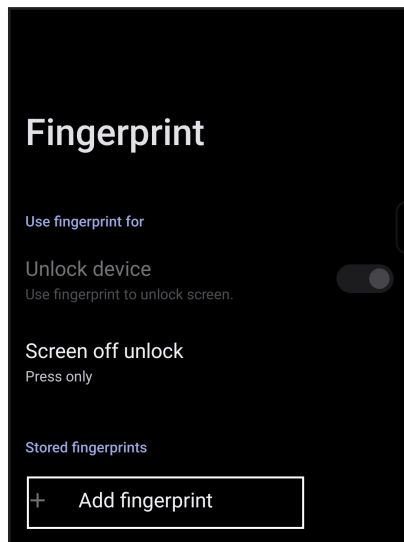 Fingerprint
Use fingerprint for
Unlock device
Use fingerprint to unlock screen.
Screen off unlock
Press only
Stored fingerprints
+ Add fingerprint